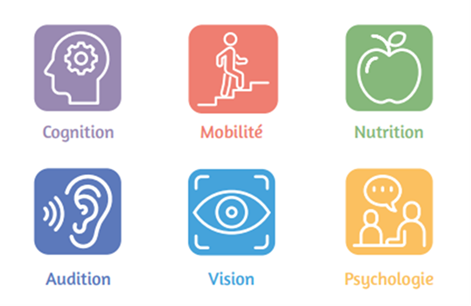 Cognition
Mobilité
Nutrition
Audition
Vision
Psychologie